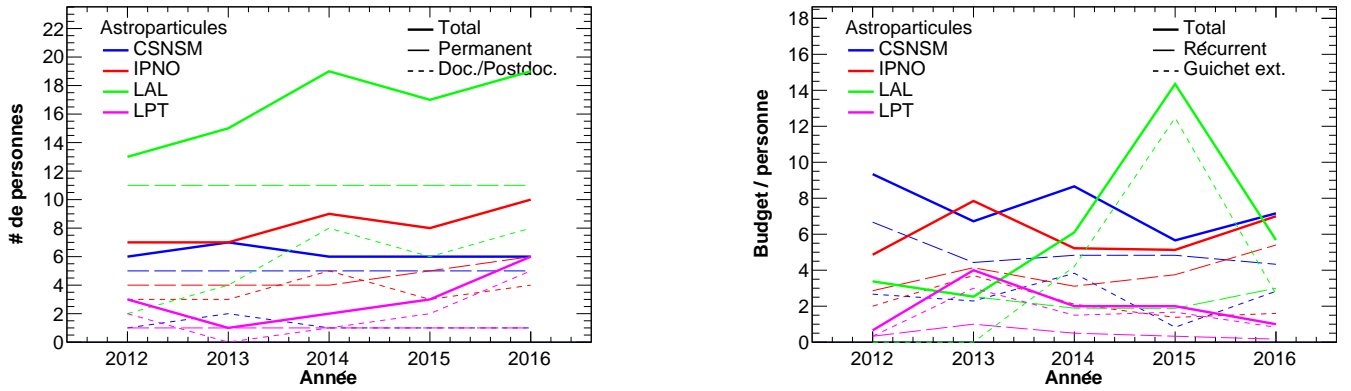 Astroparticules
CSNSM
IPNO
LAL
LPT
Total
Permanent
Doc./Postdoc.
# de personnes
22
20
18
16
14
12
10
8
6
4
2
0
2012 2013 2014 2015 2016
Année
Astroparticules
CSNSM
IPNO
LAL
LPT
Total
Récurrent
Guichet ext.
Budget / personne
18
16
14
12
10
8
6
4
2
0
2012 2013 2014 2015 2016
Année